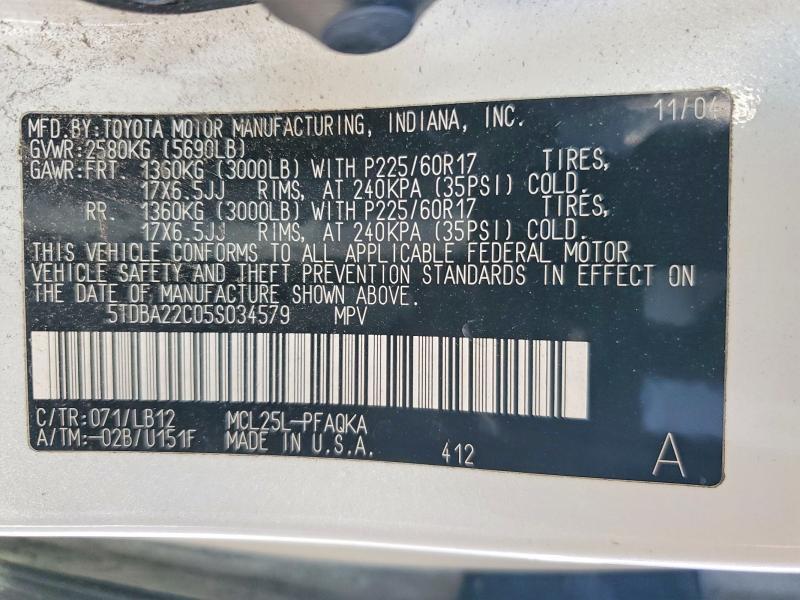 MFD.BY:TOYOTA MOTOR MANUFACTURING, INDIANA, INC. 11/04
GVWR:2580KG (5690LB)
GAWR:FRT. 1360KG (3000LB) WITH P225/60R17 TIRES,
17X6.5JJ RIMS, AT 240KPA (35PSI) COLD.
RR. 1360KG (3000LB) WITH P225/60R17 TIRES,
17X6.5JJ RIMS, AT 240KPA (35PSI) COLD.
THIS VEHICLE CONFORMS TO ALL APPLICABLE FEDERAL MOTOR
VEHICLE SAFETY AND THEFT PREVENTION STANDARDS IN EFFECT ON
THE DATE OF MANUFACTURE SHOWN ABOVE.
5TDBA22C05S034579 MPV
C/TR:071/LB12 MCL25L-PFAQKA
A/TM:-02B/U151F MADE IN U.S.A. 412 A